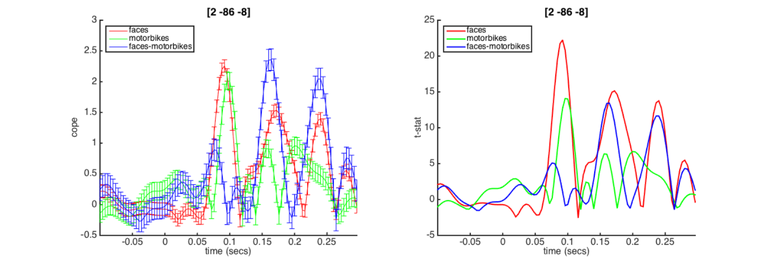 [2 -86 -8]
faces
motorbikes
faces-motorbikes
cope
2.5
2
1.5
1
0.5
0
-0.5
-0.05
0
0.05
0.1
0.15
0.2
0.25
time (secs)
[2 -86 -8]
faces
motorbikes
faces-motorbikes
t-stat
25
20
15
10
5
0
-5
-0.05
0
0.05
0.1
0.15
0.2
0.25
time (secs)